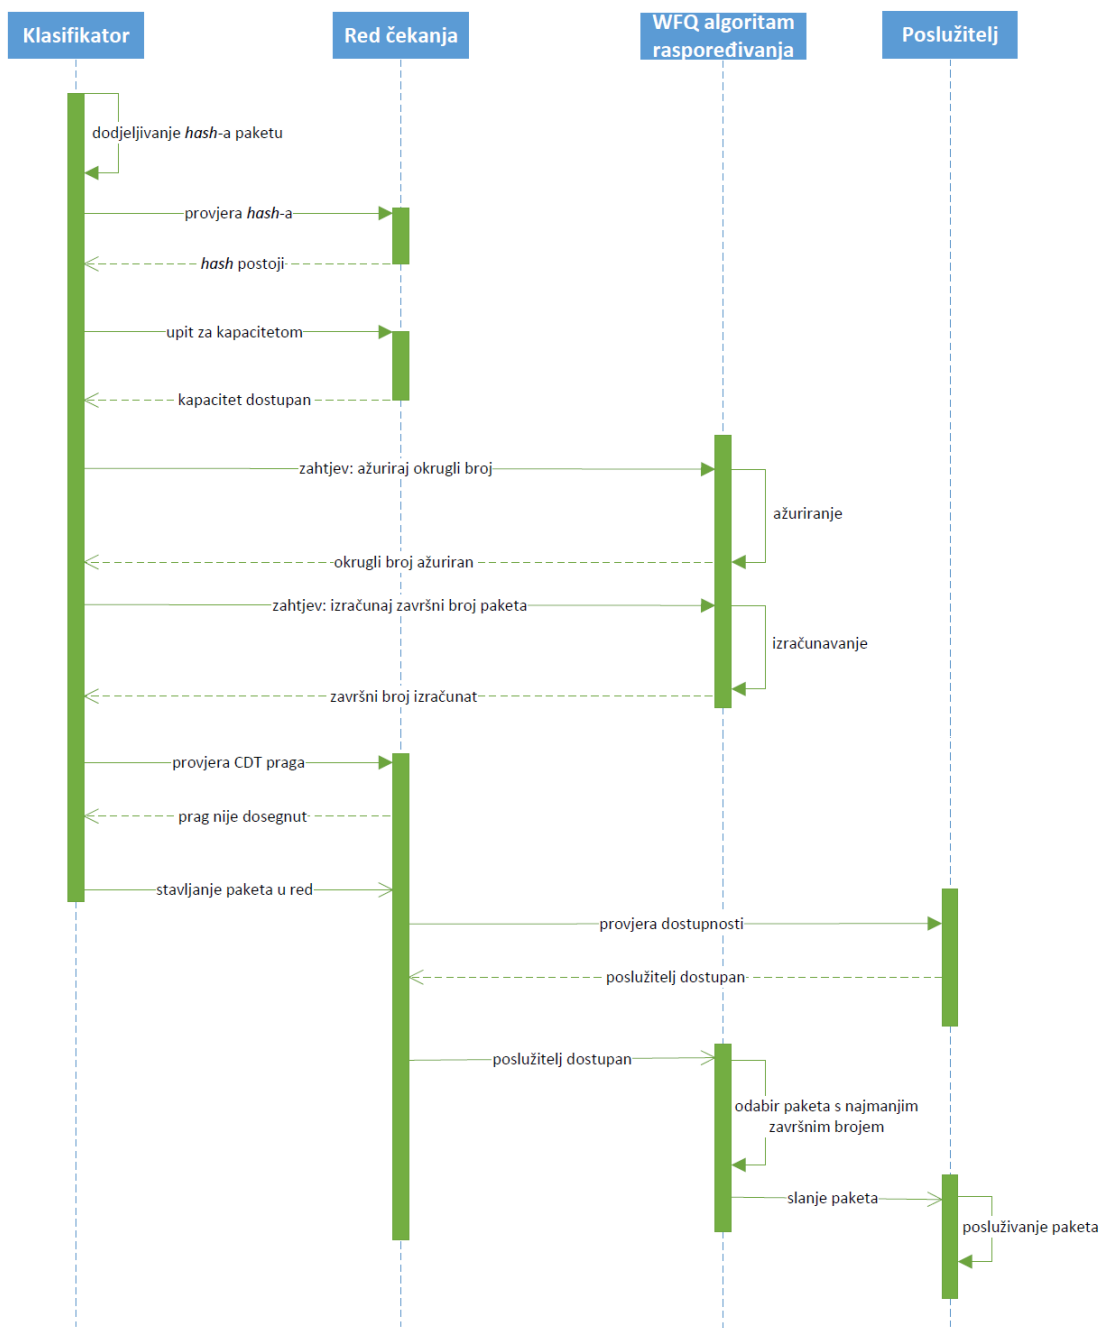 Klasifikator
Red čekanja
WFQ algoritam
raspoređivanja
Poslužitelj
dodjeljivanje hash-a paketu
provjera hash-a
hash postoji
upit za kapacitetom
kapacitet dostupan
zahtjev: ažuriraj okrugli broj
ažuriranje
okrugli broj ažuriran
zahtjev: izračunaj završni broj paketa
izračunavanje
završni broj izračunat
provjera CDT praga
prag nije dosegnut
stavljanje paketa u red
provjera dostupnosti
poslužitelj dostupan
poslužitelj dostupan
odabir paketa s najmanjim
završnim brojem
slanje paketa
posluživanje paketa